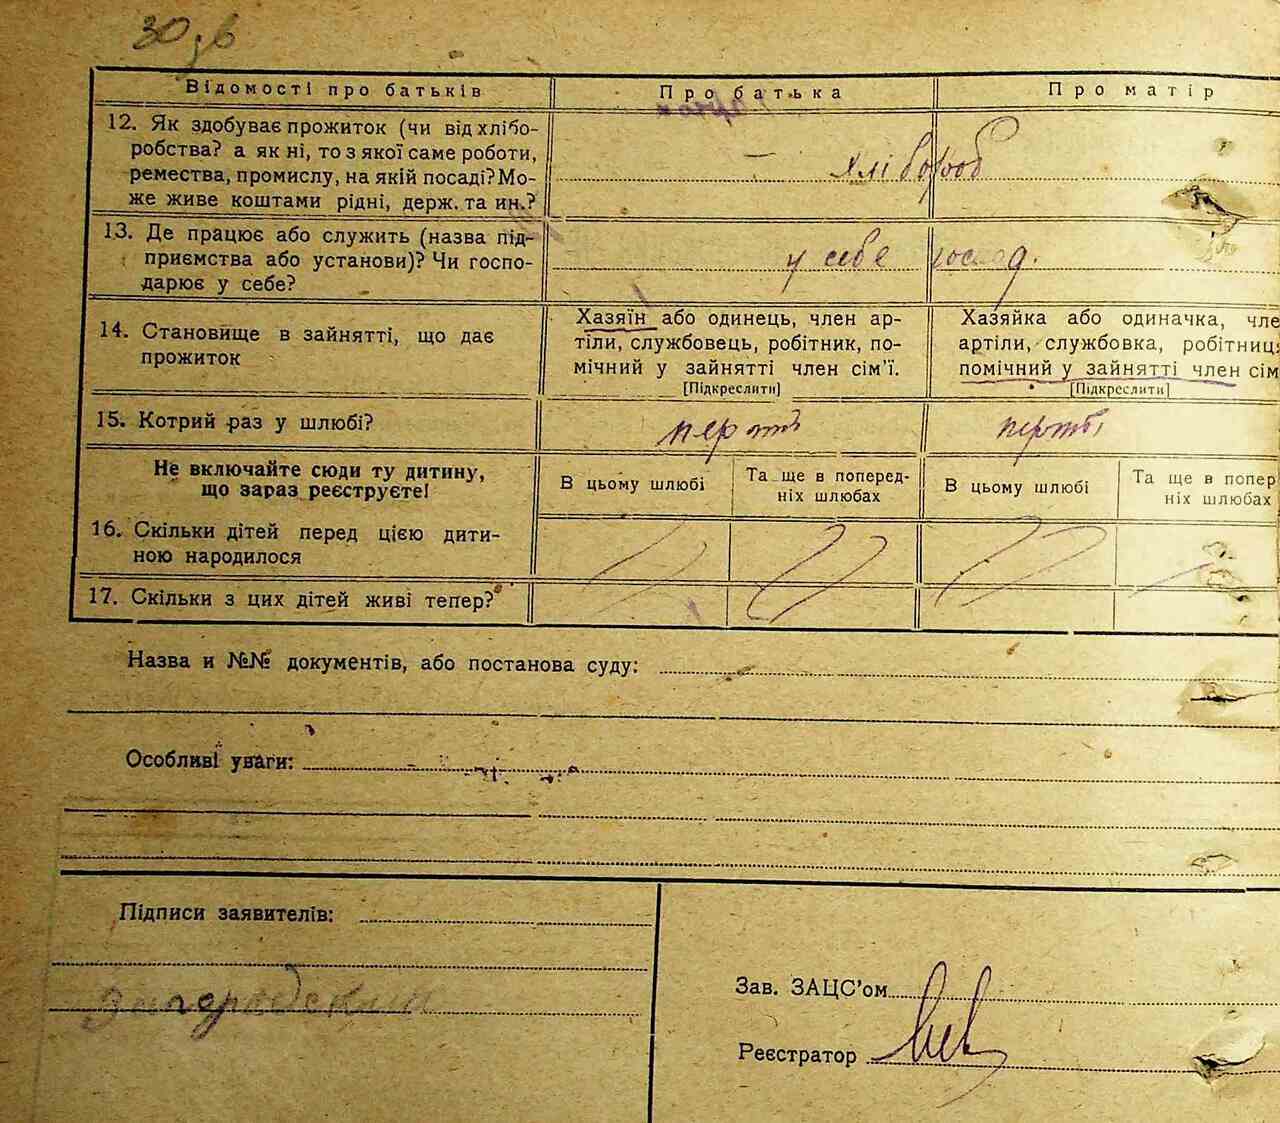 30 зв
Відомості про батьків Про батька Про матір
12. Як здобуває прожиток (чи від хлібо-
робства? а як ні, то з якої саме роботи,
ремества, промислу, на якій посаді? Мо-
же живе коштами рідні, держ. та ин.?
хлібороб
13. Де працює або служить (назва під-
приємства або установи)? Чи госпо-
дарює у себе?
у себе
14. Становище в зайнятті, що дає
прожиток
Хазяїн або одинець, член ар-
тіли, службовець, робітник, по-
мічний у зайнятті член сім’ї.
[Підкреслити]
Хазяйка або одиначка, чле
артіли, службовка, робітниц
помічний у зайнятті член сім
[Підкреслити]
15. Котрий раз у шлюбі?
Не включайте сюди ту дитину,
що зараз реєструєте!
В цьому шлюбі
Та ще в поперед-
ніх шлюбах
В цьому шлюбі
Та ще в попер
ніх шлюбах
16. Скільки дітей перед цією дити-
ною народилося
17. Скільки з цих дітей живі тепер?
Назва и №№ документів, або постанова суду:
Особливі уваги:
Підписи заявителів:
Зав. ЗАЦС’ом
Реєстратор